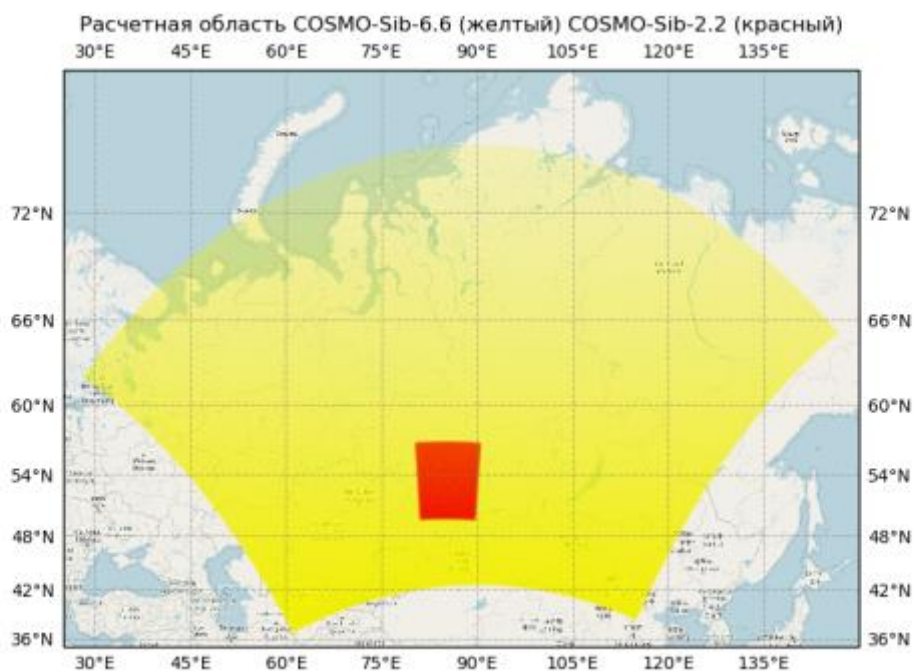 Расчетная область COSMO-Sib-6.6 (желтый) COSMO-Sib-2.2 (красный)
30°E 45°E 60°E 75°E 90°E 105°E 120°E 135°E
72°N 72°N
66°N 66°N
60°N 60°N
54°N 54°N
48°N 48°N
42°N 42°N
36°N 36°N
30°E 45°E 60°E 75°E 90°E 105°E 120°E 135°E